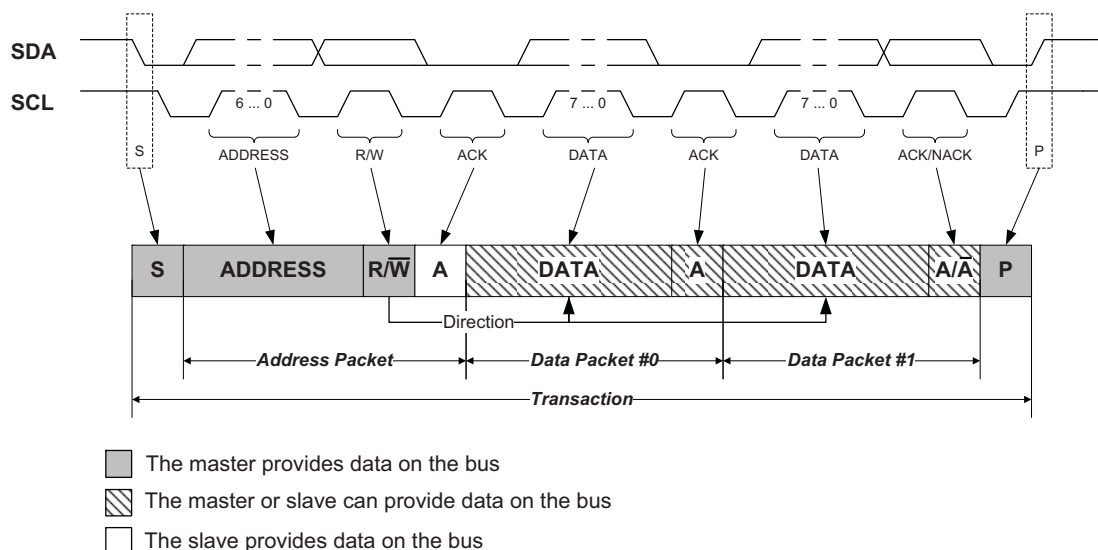 SDA
SCL
6 ... 0
7 ... 0
7 ... 0
S
ADDRESS
R/W
ACK
DATA
ACK
DATA
ACK/NACK
P
S
ADDRESS
R/W̅
A
DATA
A
DATA
A/A̅
P
Direction
Address Packet
Data Packet #0
Data Packet #1
Transaction
The master provides data on the bus
The master or slave can provide data on the bus
The slave provides data on the bus